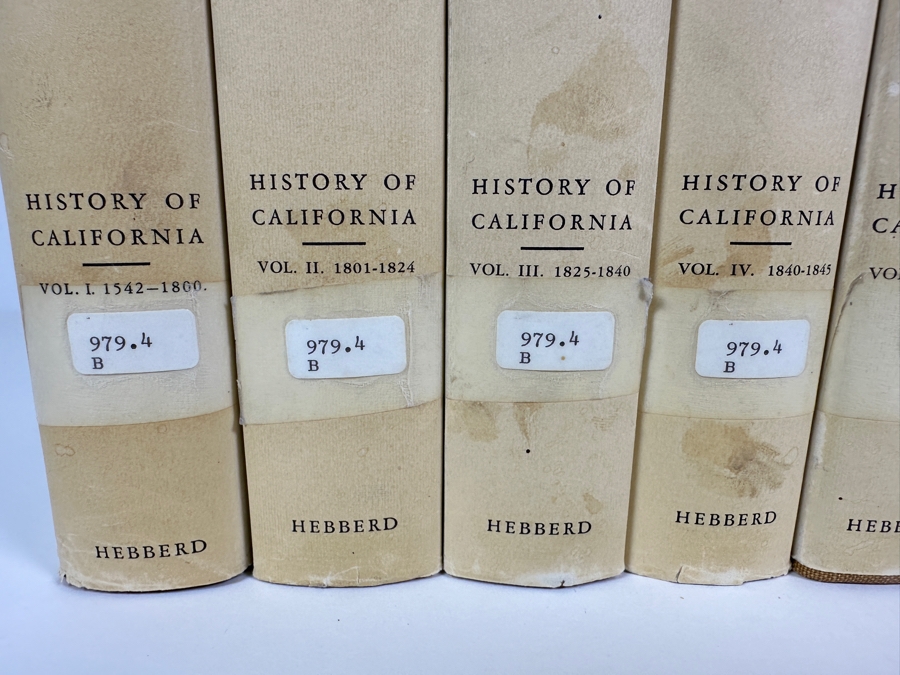 HISTORY OF
CALIFORNIA
VOL. I. 1542—1800.
979.4
B
HEBBERD
HISTORY OF
CALIFORNIA
VOL. II. 1801-1824
979.4
B
HEBBERD
HISTORY OF
CALIFORNIA
VOL. III. 1825-1840
979.4
B
HEBBERD
HISTORY OF
CALIFORNIA
VOL. IV. 1840-1845
979.4
B
HEBBERD